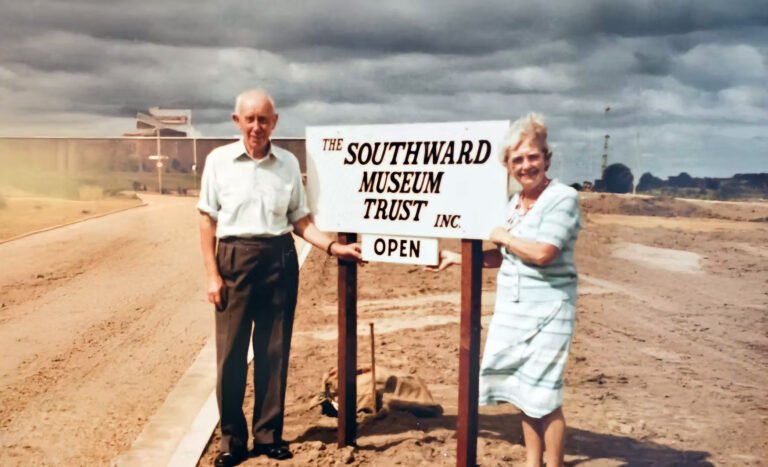 THE SOUTHWARD
MUSEUM
TRUST INC.
OPEN